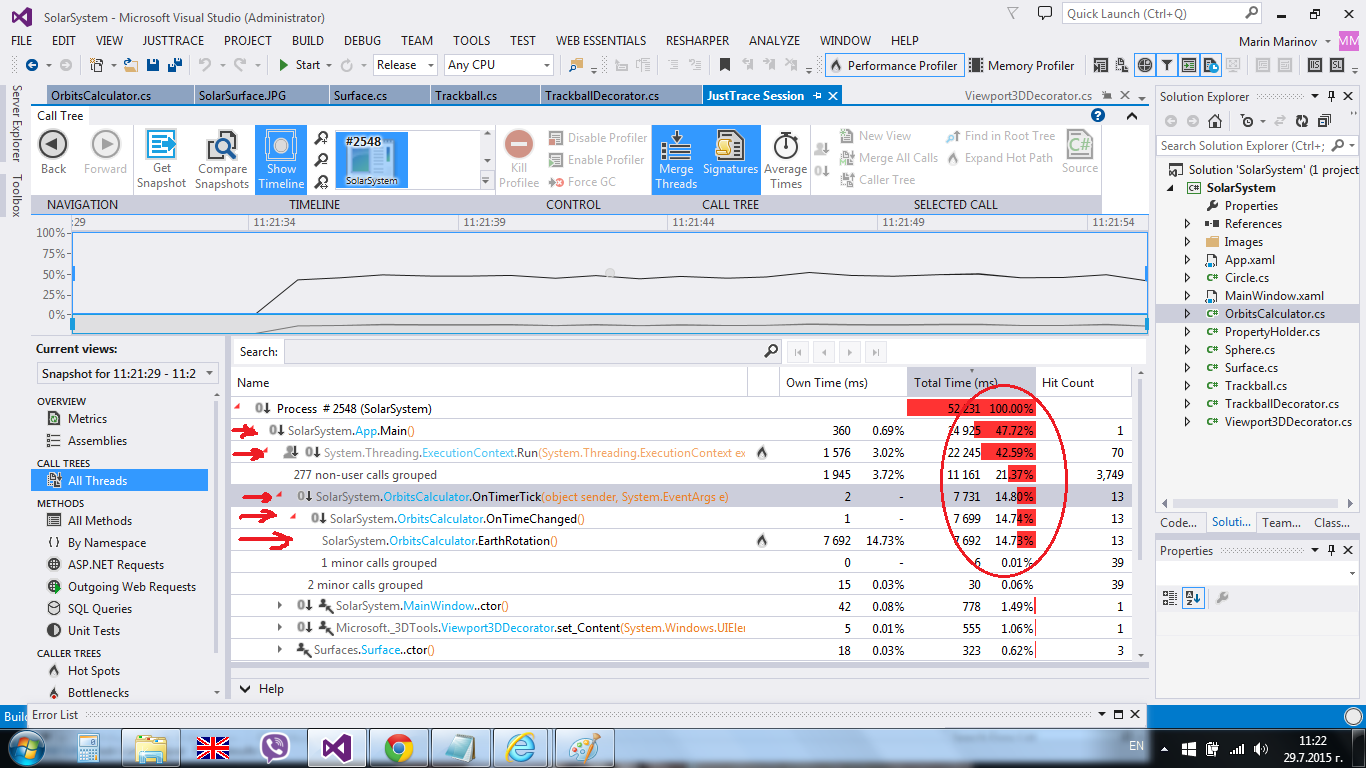 SolarSystem - Microsoft Visual Studio (Administrator)
Quick Launch (Ctrl+Q)
FILE EDIT VIEW JUSTTRACE PROJECT BUILD DEBUG TEAM TOOLS TEST WEB ESSENTIALS RESHARPER ANALYZE WINDOW HELP
Marin Marinov MM
Start Release Any CPU Performance Profiler Memory Profiler
Server Explorer
Toolbox
OrbitsCalculator.cs SolarSurface.JPG Surface.cs Trackball.cs TrackballDecorator.cs JustTrace Session Viewport3DDecorator.cs
Call Tree
Back
Forward
Get Snapshot
Compare Snapshots
Show Timeline
#2548
SolarSystem
Kill Profilee
Disable Profiler
Enable Profiler
Force GC
Merge Threads
Signatures
Average Times
New View
Merge All Calls
Caller Tree
Find in Root Tree
Expand Hot Path
Source
NAVIGATION TIMELINE CONTROL CALL TREE SELECTED CALL
:29 11:21:34 11:21:39 11:21:44 11:21:49 11:21:54
100%
75%
50%
25%
0%
Current views:
Snapshot for 11:21:29 - 11:2
OVERVIEW
Metrics
Assemblies
CALL TREES
All Threads
METHODS
All Methods
By Namespace
ASP.NET Requests
Outgoing Web Requests
SQL Queries
Unit Tests
CALLER TREES
Hot Spots
Bottlenecks
Search:
Name Own Time (ms) Total Time (ms) Hit Count
Process # 2548 (SolarSystem) 52 231 100.00%
SolarSystem.App.Main() 360 0.69% 24 925 47.72% 1
System.Threading.ExecutionContext.Run(System.Threading.ExecutionContext ex 1 576 3.02% 22 245 42.59% 70
277 non-user calls grouped 1 945 3.72% 11 161 21.37% 3,749
SolarSystem.OrbitsCalculator.OnTimerTick(object sender, System.EventArgs e) 2 - 7 731 14.80% 13
SolarSystem.OrbitsCalculator.OnTimeChanged() 1 - 7 699 14.74% 13
SolarSystem.OrbitsCalculator.EarthRotation() 7 692 14.73% 7 692 14.73% 13
1 minor calls grouped 0 - 6 0.01% 39
2 minor calls grouped 15 0.03% 30 0.06% 39
SolarSystem.MainWindow..ctor() 42 0.08% 778 1.49% 1
Microsoft._3DTools.Viewport3DDecorator.set_Content(System.Windows.UIElem 5 0.01% 555 1.06% 1
Surfaces.Surface..ctor() 18 0.03% 323 0.62% 3
Help
Solution Explorer
Search Solution Explorer (Ctrl+;
Solution 'SolarSystem' (1 project
SolarSystem
Properties
References
Images
App.xaml
Circle.cs
MainWindow.xaml
OrbitsCalculator.cs
PropertyHolder.cs
Sphere.cs
Surface.cs
Trackball.cs
TrackballDecorator.cs
Viewport3DDecorator.cs
Code... Soluti... Team... Class...
Properties
Build
Error List
EN
11:22
29.7.2015 г.